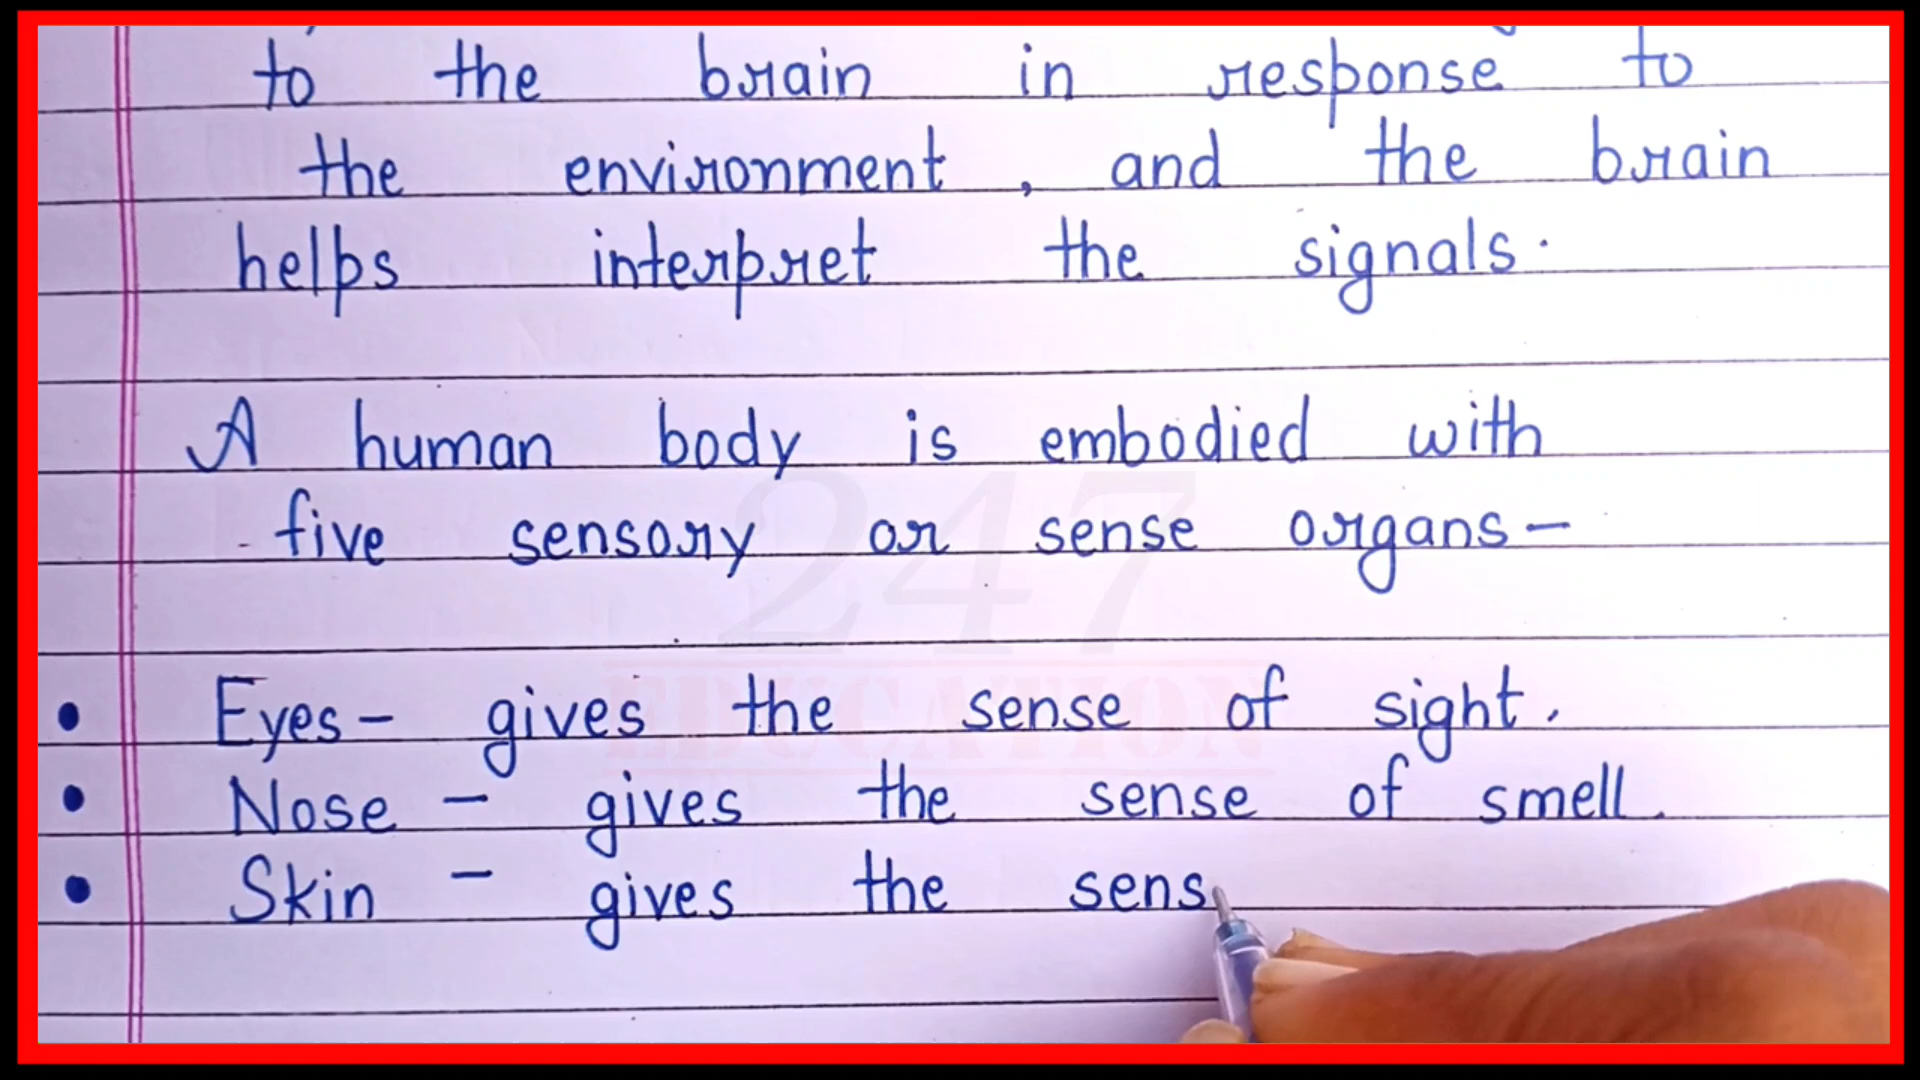 to the brain in response to
the environment, and the brain
helps interpret the signals.
A human body is embodied with
five sensory or sense organs-
247
EDUCATION
• Eyes- gives the sense of sight.
• Nose - gives the sense of smell.
• Skin - gives the sens